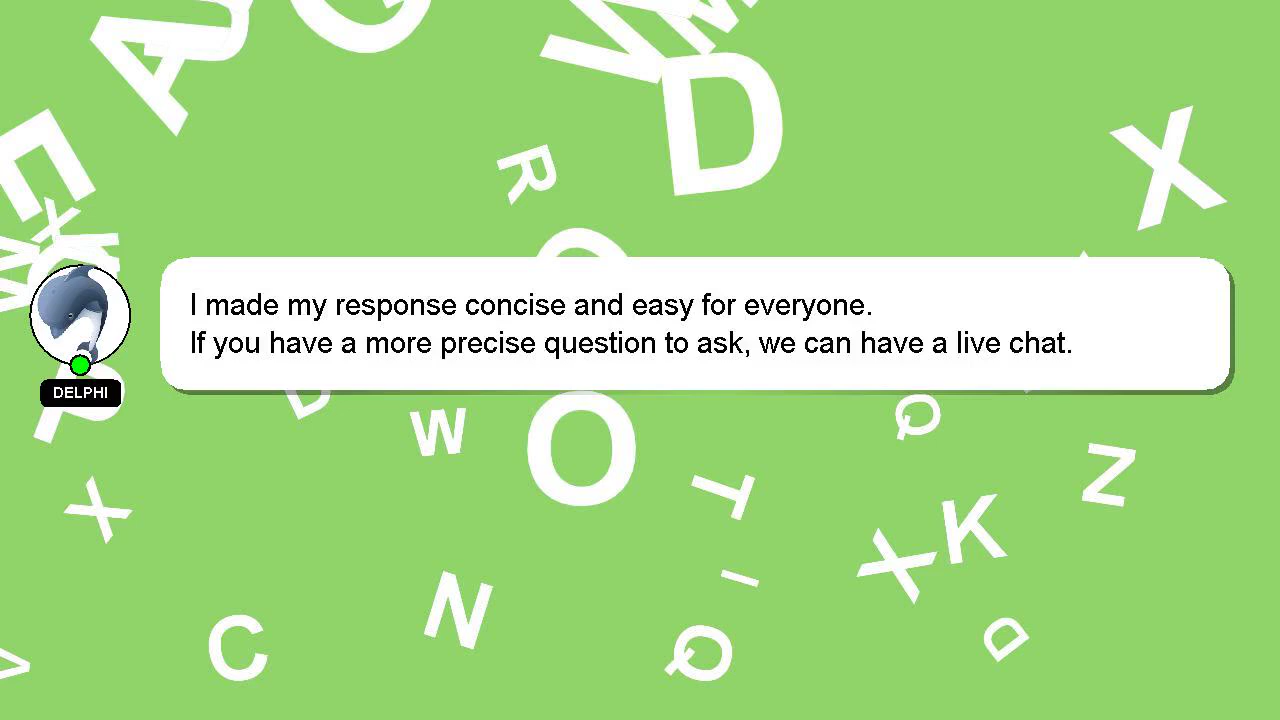 I made my response concise and easy for everyone.
If you have a more precise question to ask, we can have a live chat.
DELPHI